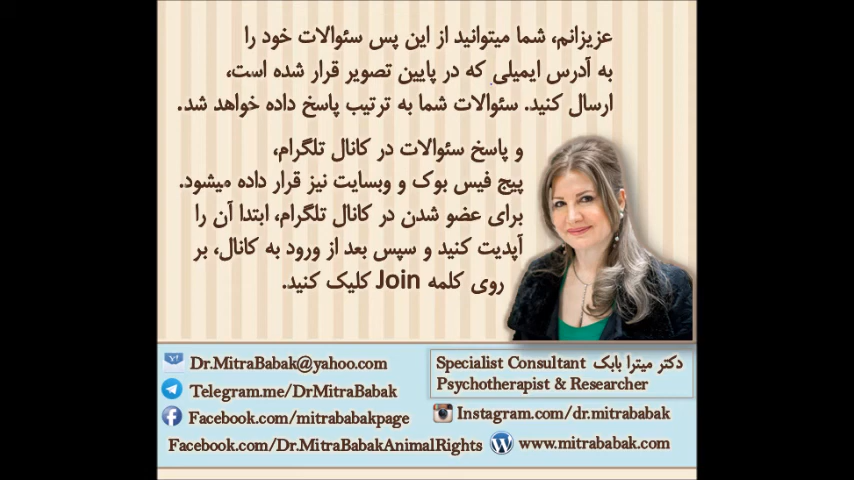 عزیزانم، شما میتوانید از این پس سئوالات خود را
به آدرس ایمیلی که در پایین تصویر قرار شده است،
ارسال کنید. سئوالات شما به ترتیب پاسخ داده خواهد شد.
و پاسخ سئوالات در کانال تلگرام،
پیج فیس بوک و وبسایت نیز قرار داده میشود.
برای عضو شدن در کانال تلگرام، ابتدا آن را
آپدیت کنید و سپس بعد از ورود به کانال، بر
روی کلمه Join کلیک کنید.
Dr.MitraBabak@yahoo.com
Telegram.me/DrMitraBabak
Facebook.com/mitrababakpage
Facebook.com/Dr.MitraBabakAnimalRights
Specialist Consultant دکتر میترا بابک
Psychotherapist & Researcher
Instagram.com/dr.mitrababak
www.mitrababak.com